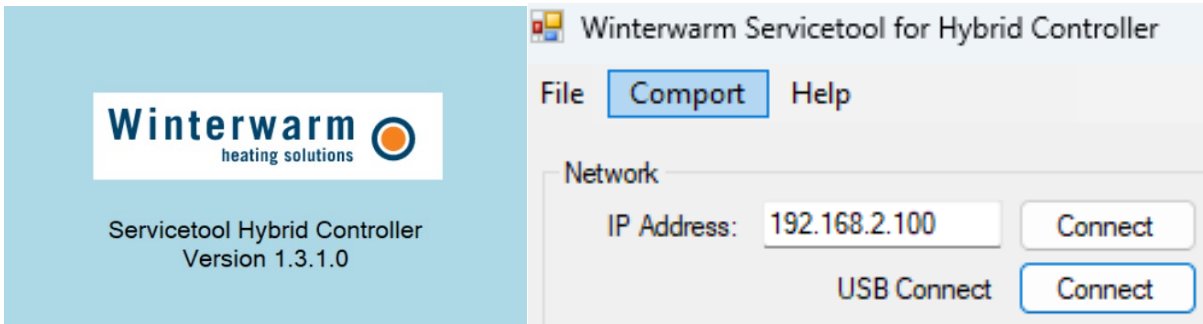 Winterwarm
heating solutions
Servicetool Hybrid Controller
Version 1.3.1.0
Winterwarm Servicetool for Hybrid Controller
File Comport Help
Network
IP Address: 192.168.2.100 Connect
USB Connect Connect